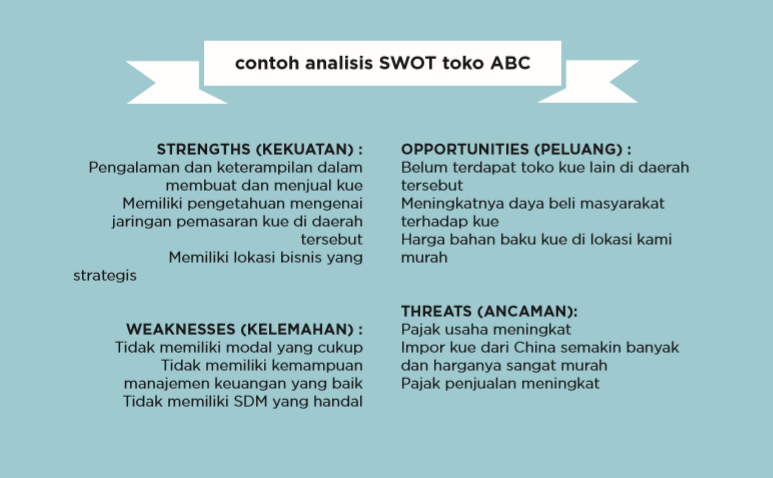 contoh analisis SWOT toko ABC
STRENGTHS (KEKUATAN) :
Pengalaman dan keterampilan dalam
membuat dan menjual kue
Memiliki pengetahuan mengenai
jaringan pemasaran kue di daerah
tersebut
Memiliki lokasi bisnis yang
strategis
WEAKNESSES (KELEMAHAN) :
Tidak memiliki modal yang cukup
Tidak memiliki kemampuan
manajemen keuangan yang baik
Tidak memiliki SDM yang handal
OPPORTUNITIES (PELUANG) :
Belum terdapat toko kue lain di daerah
tersebut
Meningkatnya daya beli masyarakat
terhadap kue
Harga bahan baku kue di lokasi kami
murah
THREATS (ANCAMAN):
Pajak usaha meningkat
Impor kue dari China semakin banyak
dan harganya sangat murah
Pajak penjualan meningkat